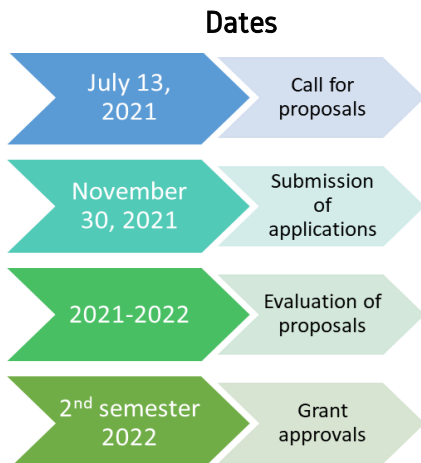 Dates
July 13,
2021
Call for
proposals
November
30, 2021
Submission
of
applications
2021-2022
Evaluation of
proposals
2nd semester
2022
Grant
approvals